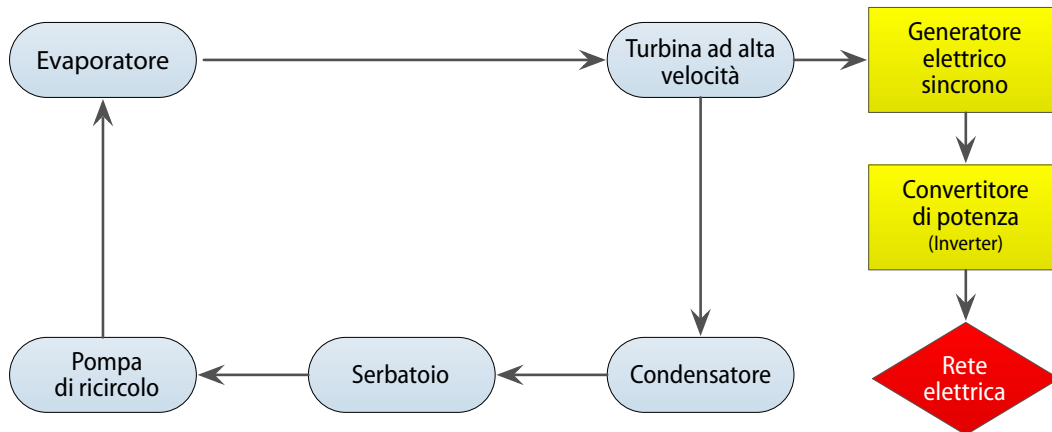 Evaporatore
Turbina ad alta
velocità
Generatore
elettrico
sincrono
Convertitore
di potenza
(Inverter)
Pompa
di ricircolo
Serbatoio
Condensatore
Rete
elettrica